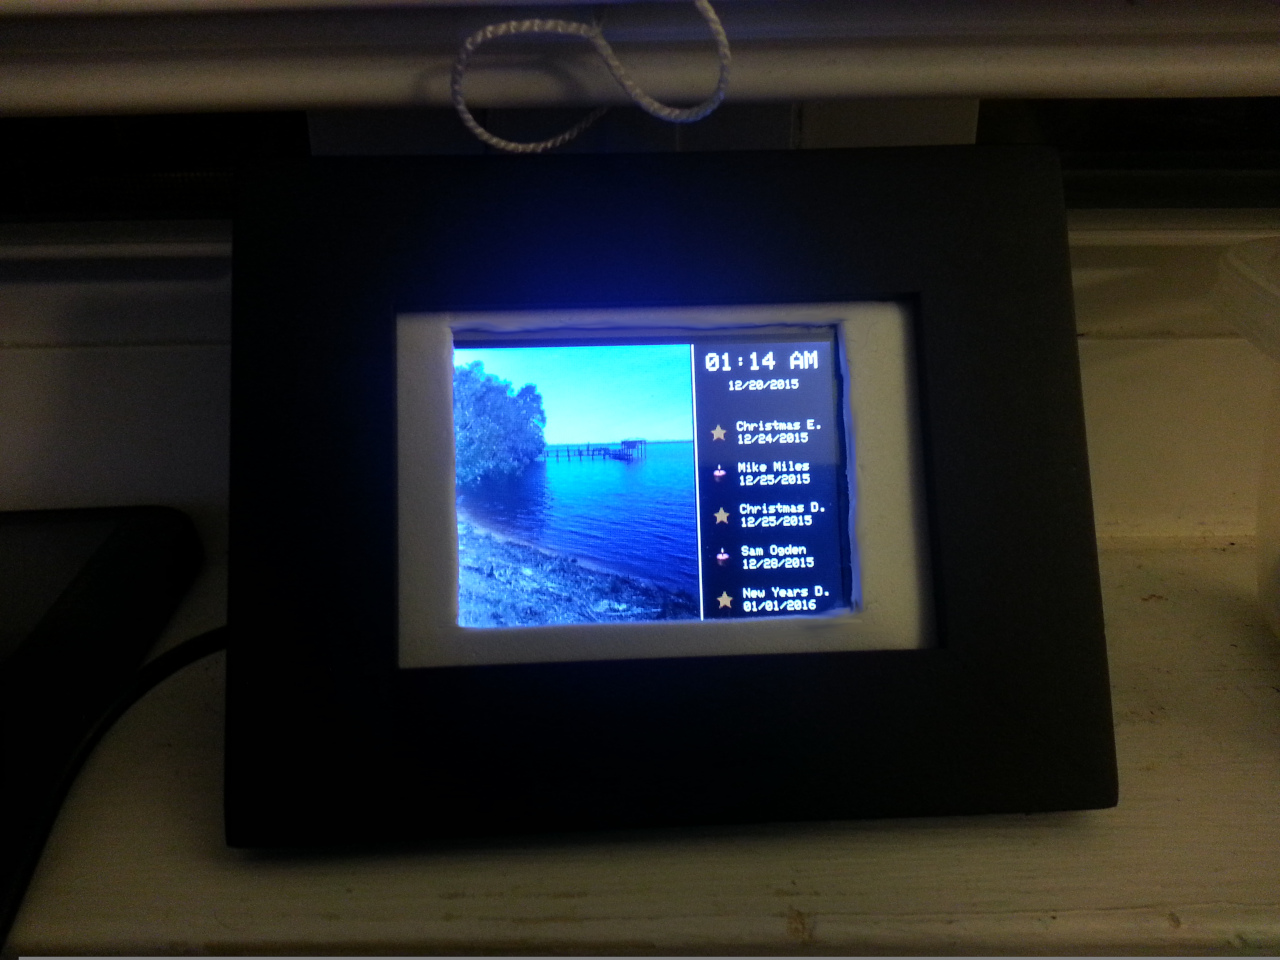 01:14 AM
12/20/2015
Christmas E.
12/24/2015
Mike Miles
12/25/2015
Christmas D.
12/25/2015
Sam Ogden
12/28/2015
New Years D.
01/01/2016